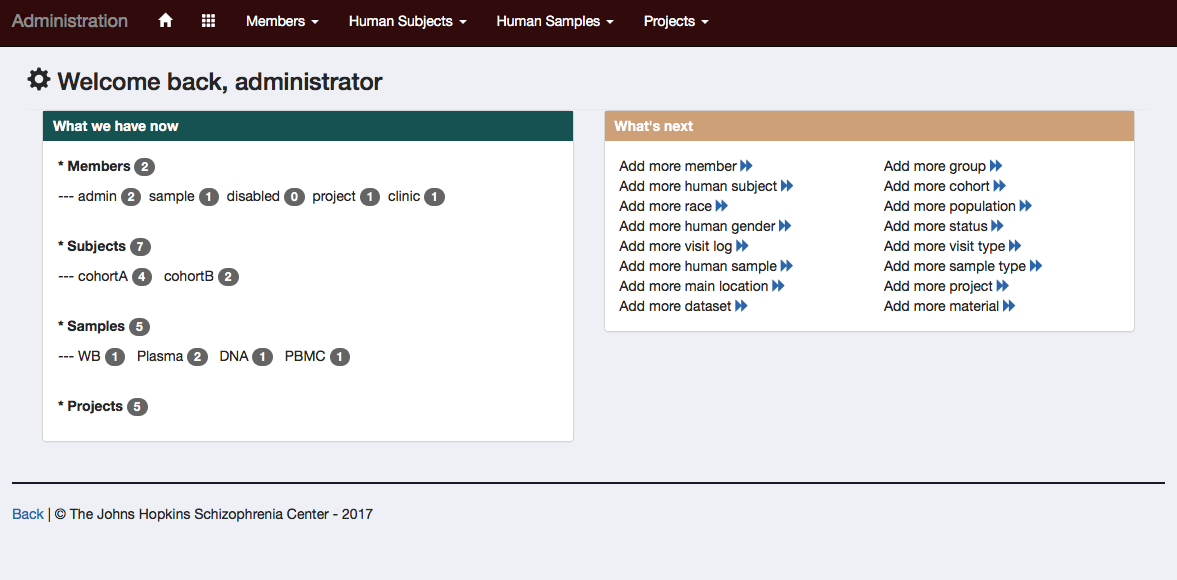 Administration Members Human Subjects Human Samples Projects
Welcome back, administrator
What we have now
* Members 2
--- admin 2 sample 1 disabled 0 project 1 clinic 1
* Subjects 7
--- cohortA 4 cohortB 2
* Samples 5
--- WB 1 Plasma 2 DNA 1 PBMC 1
* Projects 5
What's next
Add more member
Add more human subject
Add more race
Add more human gender
Add more visit log
Add more human sample
Add more main location
Add more dataset
Add more group
Add more cohort
Add more population
Add more status
Add more visit type
Add more sample type
Add more project
Add more material
Back | © The Johns Hopkins Schizophrenia Center - 2017